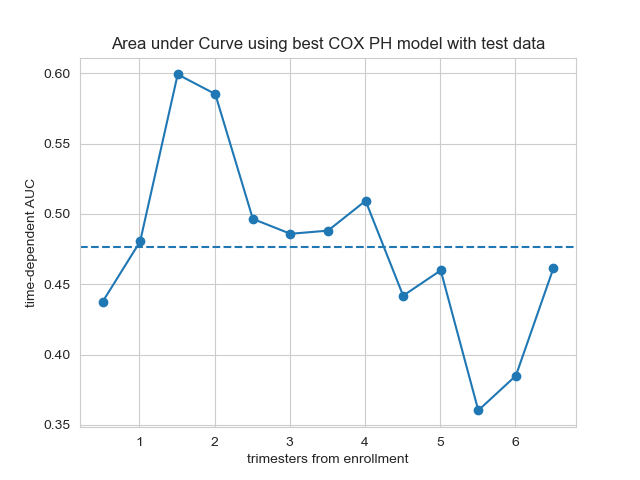 Area under Curve using best COX PH model with test data
time-dependent AUC
0.60
0.55
0.50
0.45
0.40
0.35
1 2 3 4 5 6
trimesters from enrollment